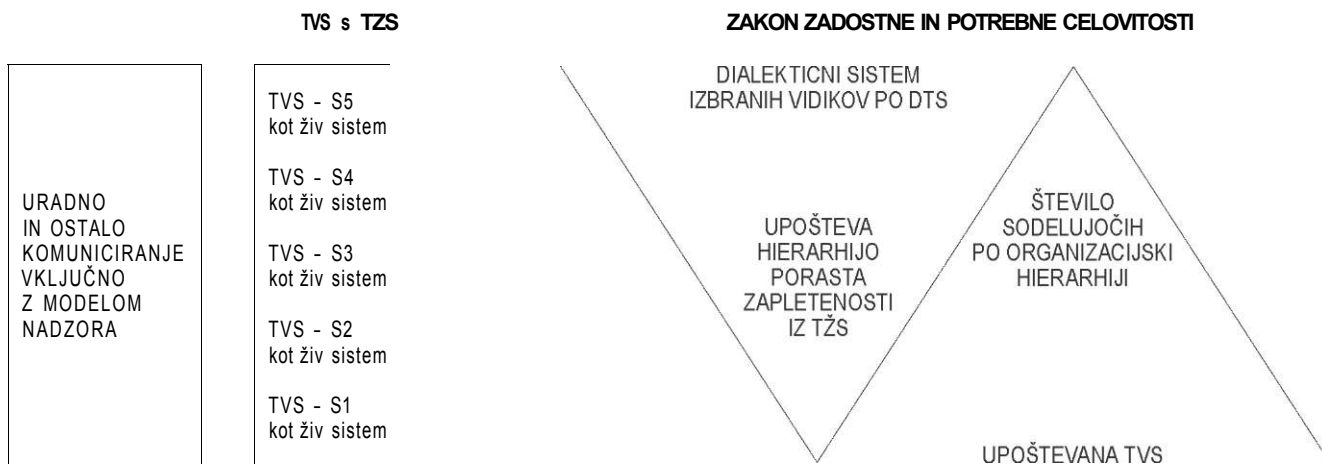 TVS s TZS
ZAKON ZADOSTNE IN POTREBNE CELOVITOSTI
URADNO
IN OSTALO
KOMUNICIRANJE
VKLJUČNO
Z MODELOM
NADZORA
TVS - S5
kot živ sistem
TVS - S4
kot živ sistem
TVS - S3
kot živ sistem
TVS - S2
kot živ sistem
TVS - S1
kot živ sistem
DIALEKTICNI SISTEM
IZBRANIH VIDIKOV PO DTS
UPOŠTEVA
HIERARHIJO
PORASTA
ZAPLETENOSTI
IZ TŽS
ŠTEVILO
SODELUJOČIH
PO ORGANIZACIJSKI
HIERARHIJI
UPOŠTEVANA TVS